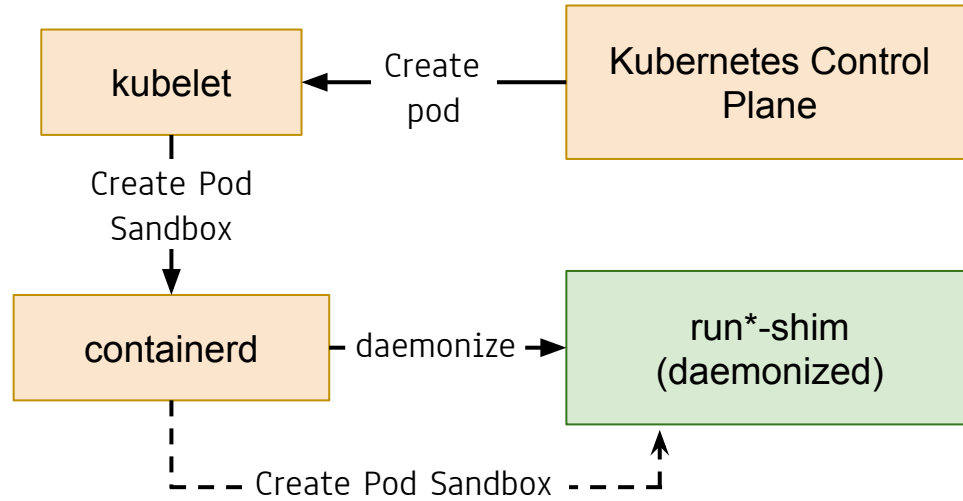 kubelet
Create
pod
Kubernetes Control
Plane
Create Pod
Sandbox
containerd
daemonize
run*-shim
(daemonized)
Create Pod Sandbox